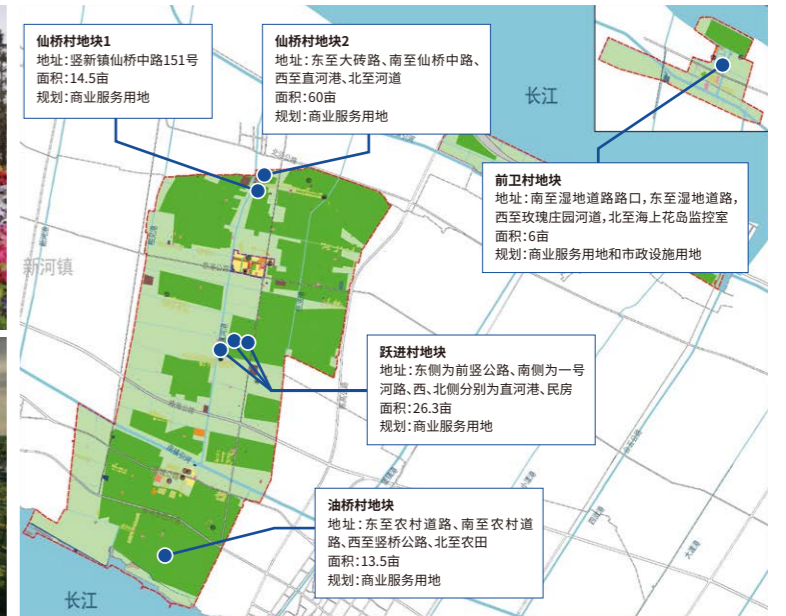 仙桥村地块1
地址：竖新镇仙桥中路151号
面积：14.5亩
规划：商业服务用地
仙桥村地块2
地址：东至大砖路、南至仙桥中路、
西至直河港、北至河道
面积：60亩
规划：商业服务用地
长江
前卫村地块
地址：南至湿地道路路口，东至湿地道路，
西至玫瑰庄园河道，北至海上花岛监控室
面积：6亩
规划：商业服务用地和市政设施用地
新河镇
跃进村地块
地址：东侧为前竖公路、南侧为一号
河路、西、北侧分别为直河港、民房
面积：26.3亩
规划：商业服务用地
油桥村地块
地址：东至农村道路、南至农村道
路、西至竖桥公路、北至农田
面积：13.5亩
规划：商业服务用地
长江